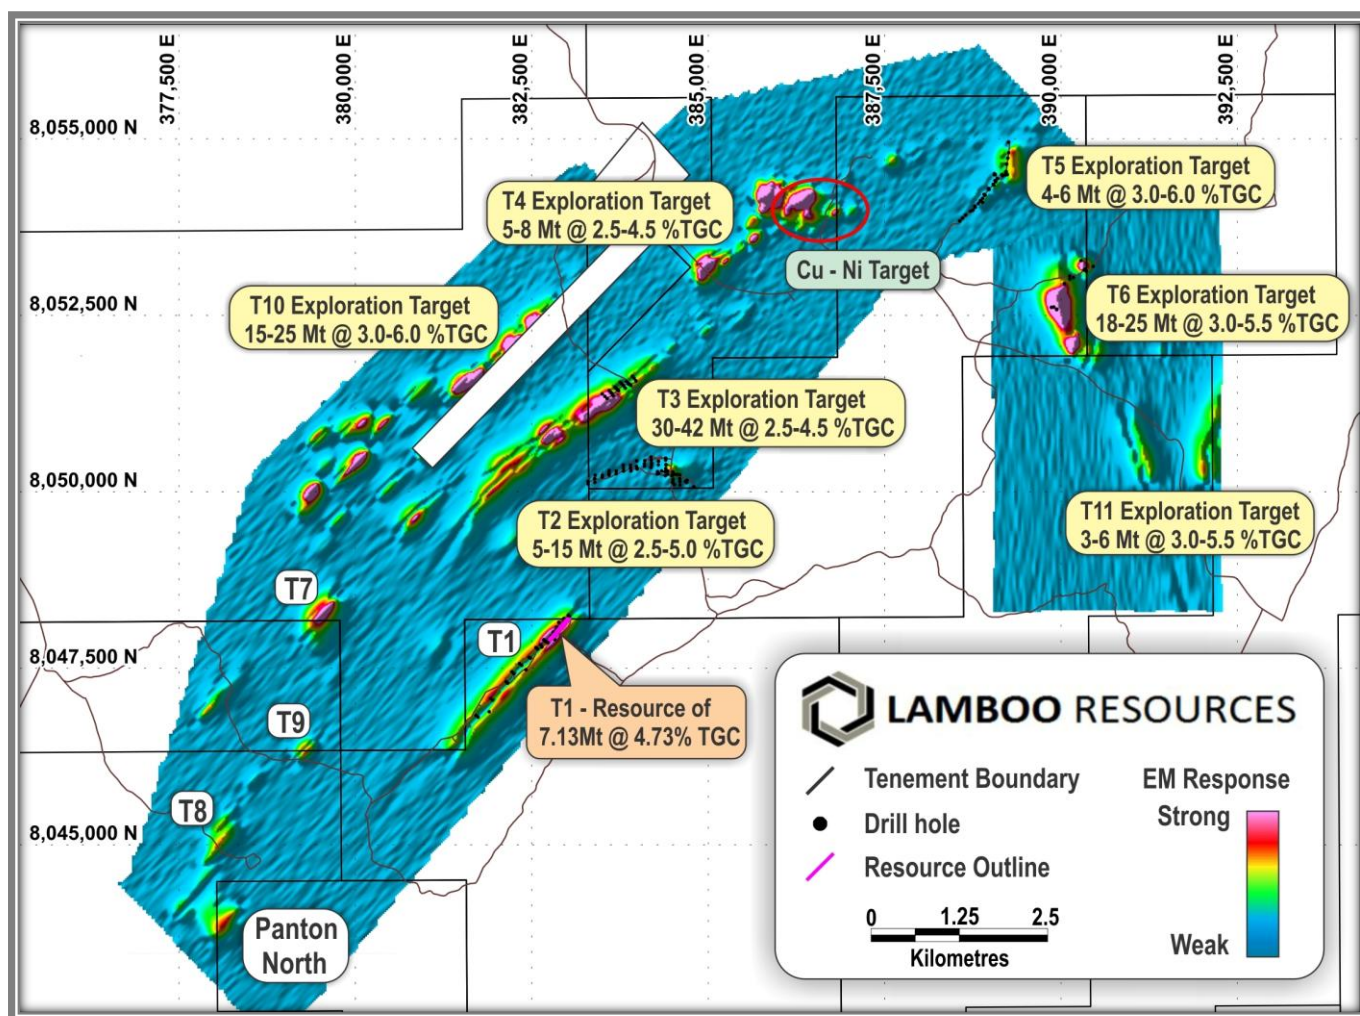 377,500 E
380,000 E
382,500 E
385,000 E
387,500 E
390,000 E
392,500 E
8,055,000 N
8,052,500 N
8,050,000 N
8,047,500 N
8,045,000 N
T5 Exploration Target
4-6 Mt @ 3.0-6.0 %TGC
T4 Exploration Target
5-8 Mt @ 2.5-4.5 %TGC
Cu - Ni Target
T10 Exploration Target
15-25 Mt @ 3.0-6.0 %TGC
T6 Exploration Target
18-25 Mt @ 3.0-5.5 %TGC
T3 Exploration Target
30-42 Mt @ 2.5-4.5 %TGC
T2 Exploration Target
5-15 Mt @ 2.5-5.0 %TGC
T11 Exploration Target
3-6 Mt @ 3.0-5.5 %TGC
T7
T1
T1 - Resource of
7.13Mt @ 4.73% TGC
T9
T8
Panton
North
LAMBOO RESOURCES
Tenement Boundary
Drill hole
Resource Outline
0 1.25 2.5
Kilometres
EM Response
Strong
Weak